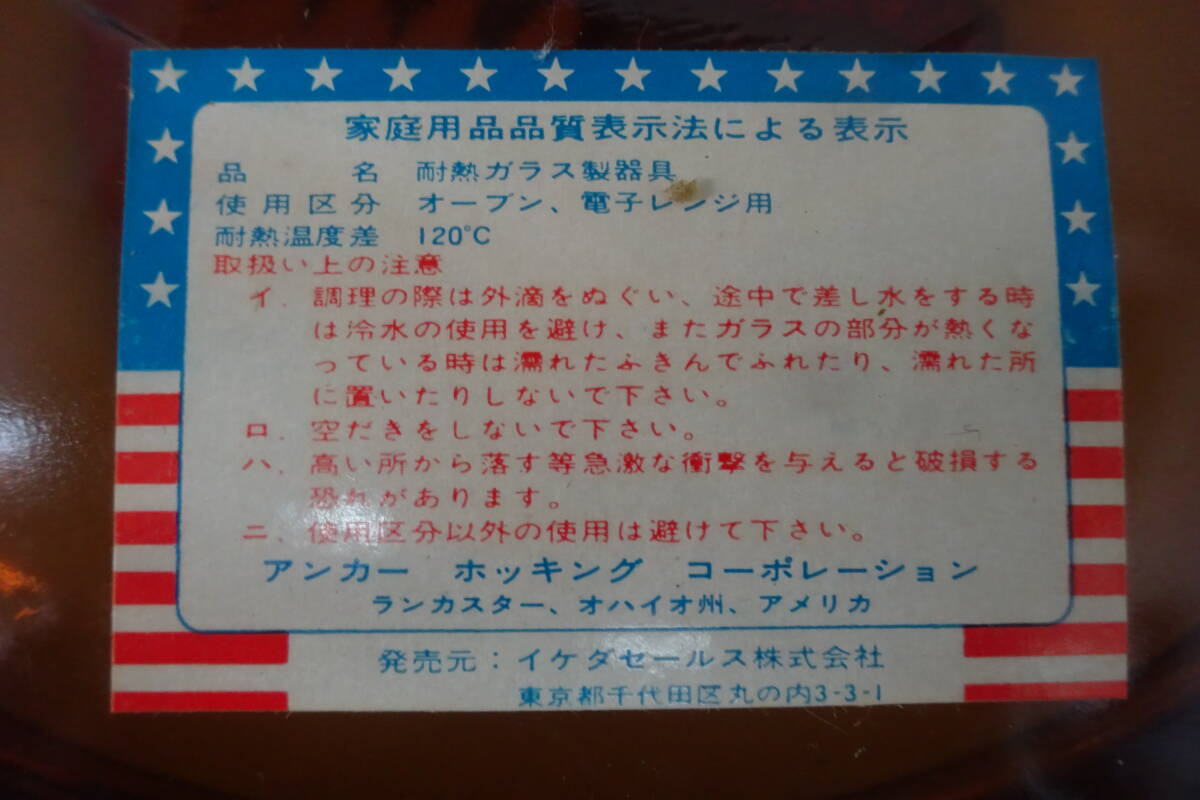 家庭用品品質表示法による表示
品 名 耐熱ガラス製器具
使用区分 オーブン、電子レンジ用
耐熱温度差 120°C
取扱い上の注意
イ. 調理の際は外滴をぬぐい、途中で差し水をする時
は冷水の使用を避け、またガラスの部分が熱くな
っている時は濡れたふきんでふれたり、濡れた所
に置いたりしないで下さい。
ロ. 空だきをしないで下さい。
ハ. 高い所から落す等急激な衝撃を与えると破損する
恐れがあります。
ニ. 使用区分以外の使用は避けて下さい。
アンカー ホッキング コーポレーション
ランカスター、オハイオ州、アメリカ
発売元:イケダセールス株式会社
東京都千代田区丸の内3-3-1